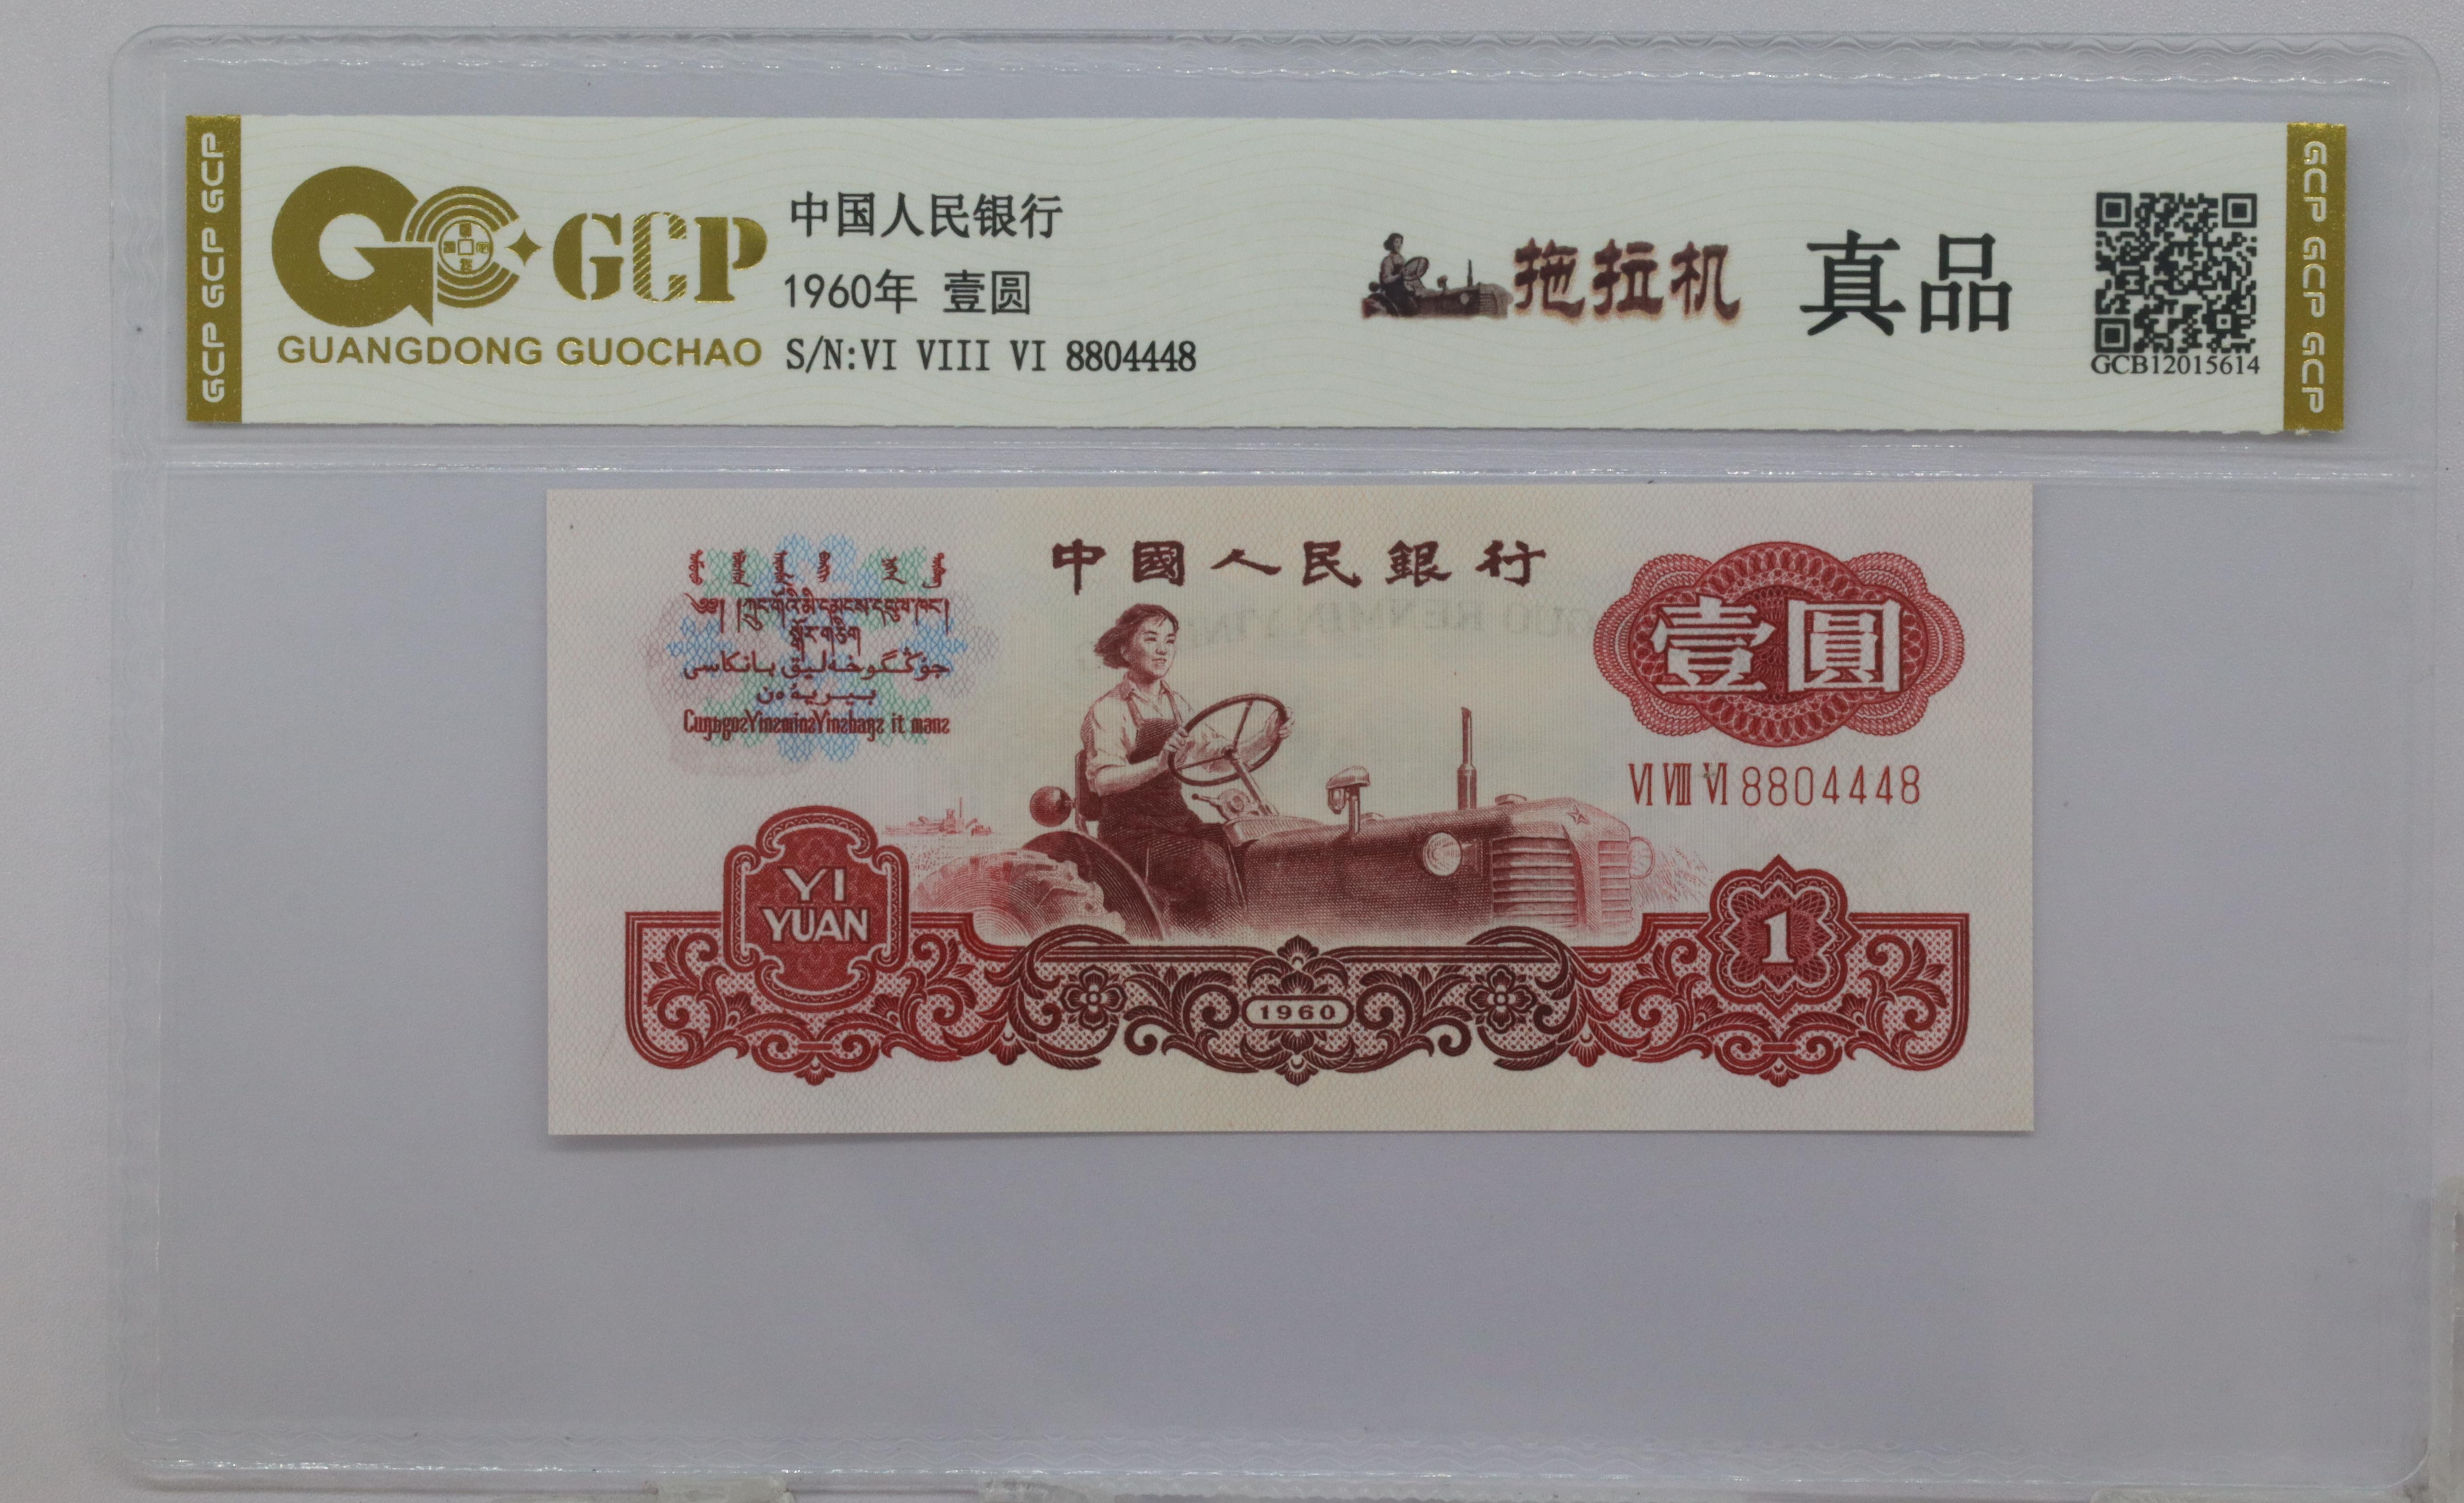 GCP GCP GCP
GCP
GUANGDONG GUOCHAO
中国人民银行
1960年 壹圆
S/N:VI VIII VI 8804448
拖拉机
真品
GCB12015614
GCP GCP GCP
中國人民銀行
壹圓
VI VIII VI 8804448
YI
YUAN
1960
1